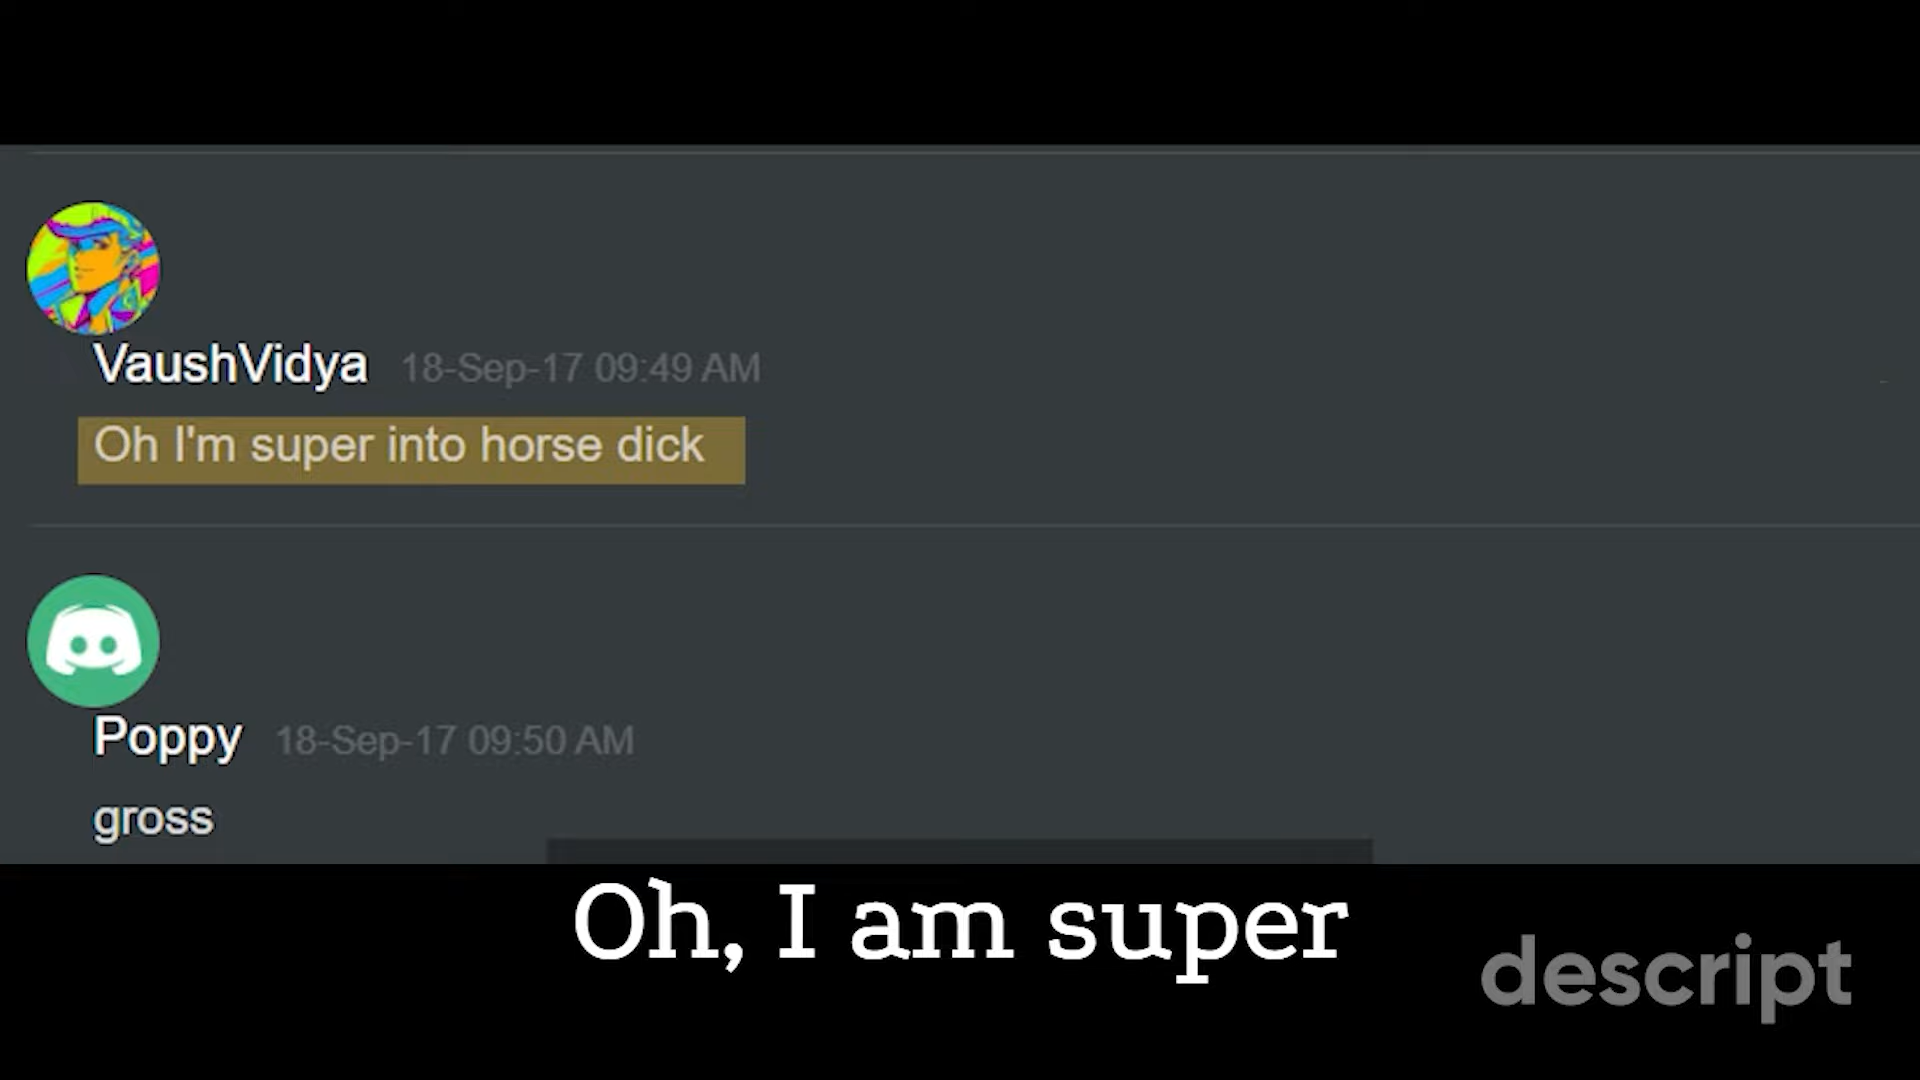 VaushVidya 18-Sep-17 09:49 AM
Oh I'm super into horse dick
Poppy 18-Sep-17 09:50 AM
gross
Oh, I am super
descript